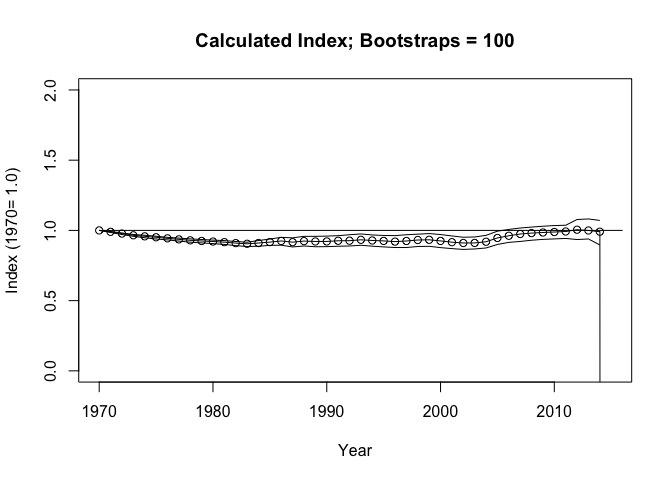 Calculated Index; Bootstraps = 100
Index (1970= 1.0)
2.0
1.5
1.0
0.5
0.0
1970 1980 1990 2000 2010
Year